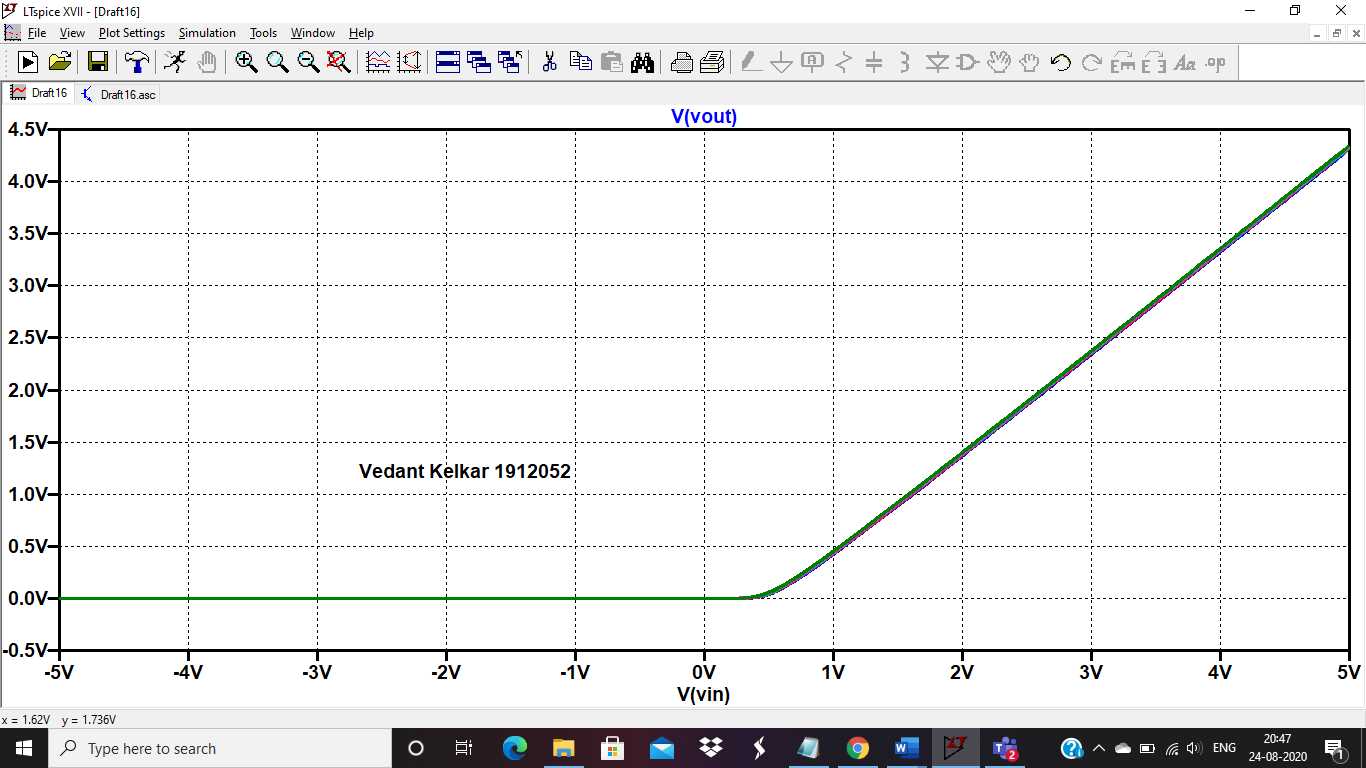 LTspice XVII - [Draft16]
File View Plot Settings Simulation Tools Window Help
Draft16 Draft16.asc
V(vout)
4.5V
4.0V
3.5V
3.0V
2.5V
2.0V
1.5V
Vedant Kelkar 1912052
1.0V
0.5V
0.0V
-0.5V
-5V -4V -3V -2V -1V 0V 1V 2V 3V 4V 5V
V(vin)
x = 1.62V y = 1.736V
Type here to search
ENG
20:47
24-08-2020
2
1